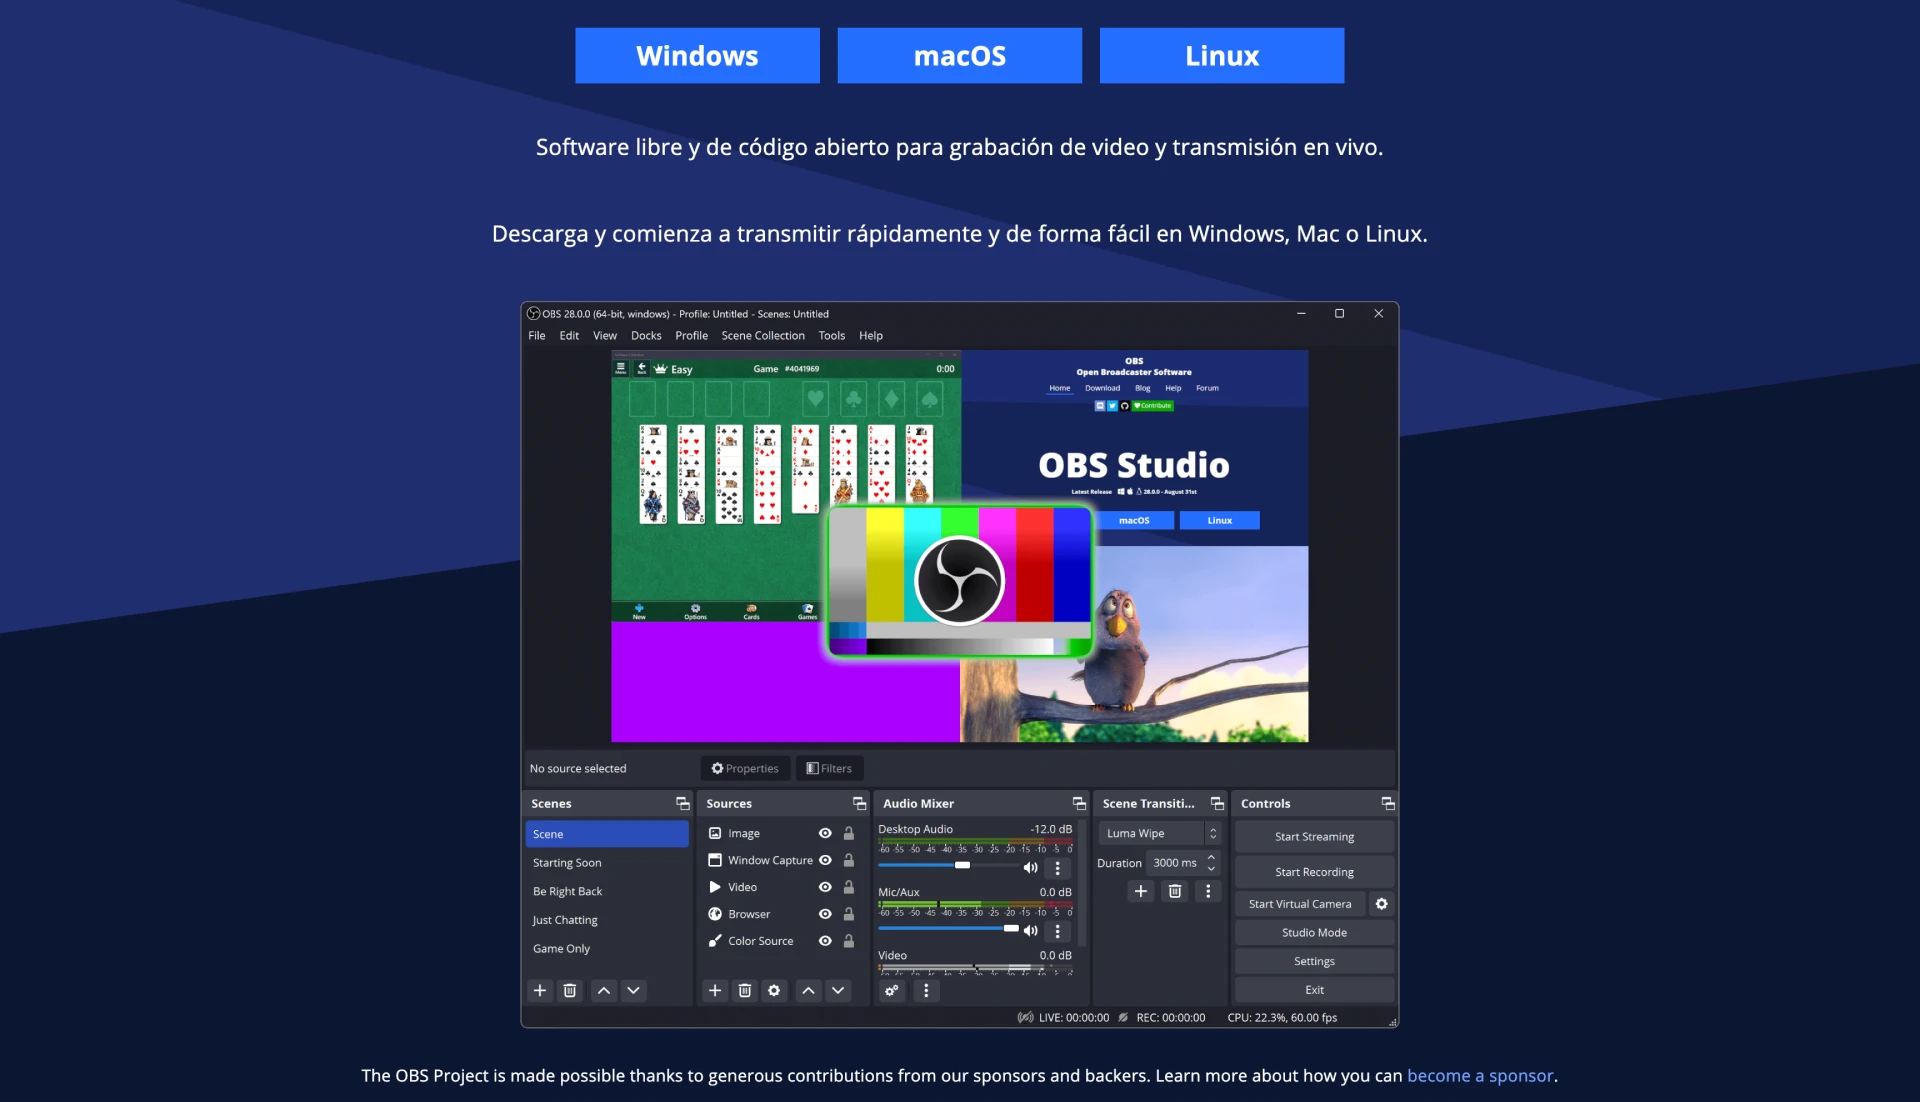 Windows
macOS
Linux
Software libre y de código abierto para grabación de video y transmisión en vivo.
Descarga y comienza a transmitir rápidamente y de forma fácil en Windows, Mac o Linux.
OBS 28.0.0 (64-bit, windows) - Profile: Untitled - Scenes: Untitled
File Edit View Docks Profile Scene Collection Tools Help
Menu Back Easy Game #4041969 0:00
New Options Cards Games
OBS
Open Broadcaster Software
Home Download Blog Help Forum
Contribute
OBS Studio
Latest Release 28.0.0 - August 31st
macOS Linux
No source selected
Properties
Filters
Scenes
Scene
Starting Soon
Be Right Back
Just Chatting
Game Only
Sources
Image
Window Capture
Video
Browser
Color Source
Audio Mixer
Desktop Audio -12.0 dB
-60 -55 -50 -45 -40 -35 -30 -25 -20 -15 -10 -5 0
Mic/Aux 0.0 dB
-60 -55 -50 -45 -40 -35 -30 -25 -20 -15 -10 -5 0
Video 0.0 dB
Scene Transiti...
Luma Wipe
Duration 3000 ms
Controls
Start Streaming
Start Recording
Start Virtual Camera
Studio Mode
Settings
Exit
LIVE: 00:00:00 REC: 00:00:00 CPU: 22.3%, 60.00 fps
The OBS Project is made possible thanks to generous contributions from our sponsors and backers. Learn more about how you can become a sponsor.